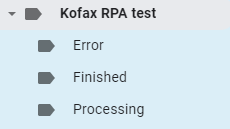 Kofax RPA test
Error
Finished
Processing